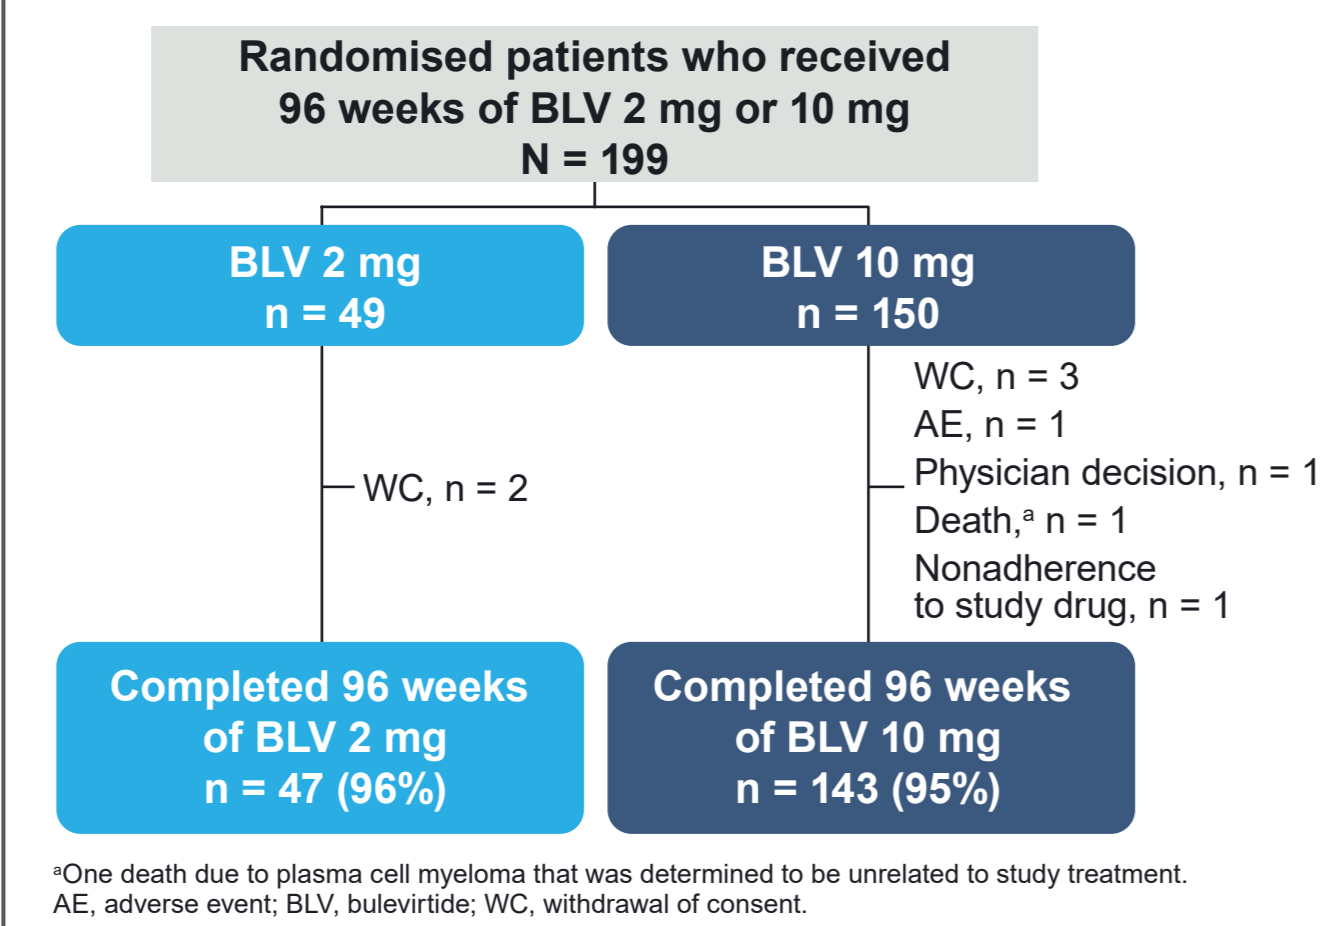 Randomised patients who received
96 weeks of BLV 2 mg or 10 mg
N = 199
BLV 2 mg
n = 49
BLV 10 mg
n = 150
WC, n = 2
WC, n = 3
AE, n = 1
Physician decision, n = 1
Death,ᵃ n = 1
Nonadherence
to study drug, n = 1
Completed 96 weeks
of BLV 2 mg
n = 47 (96%)
Completed 96 weeks
of BLV 10 mg
n = 143 (95%)
ᵃOne death due to plasma cell myeloma that was determined to be unrelated to study treatment.
AE, adverse event; BLV, bulevirtide; WC, withdrawal of consent.